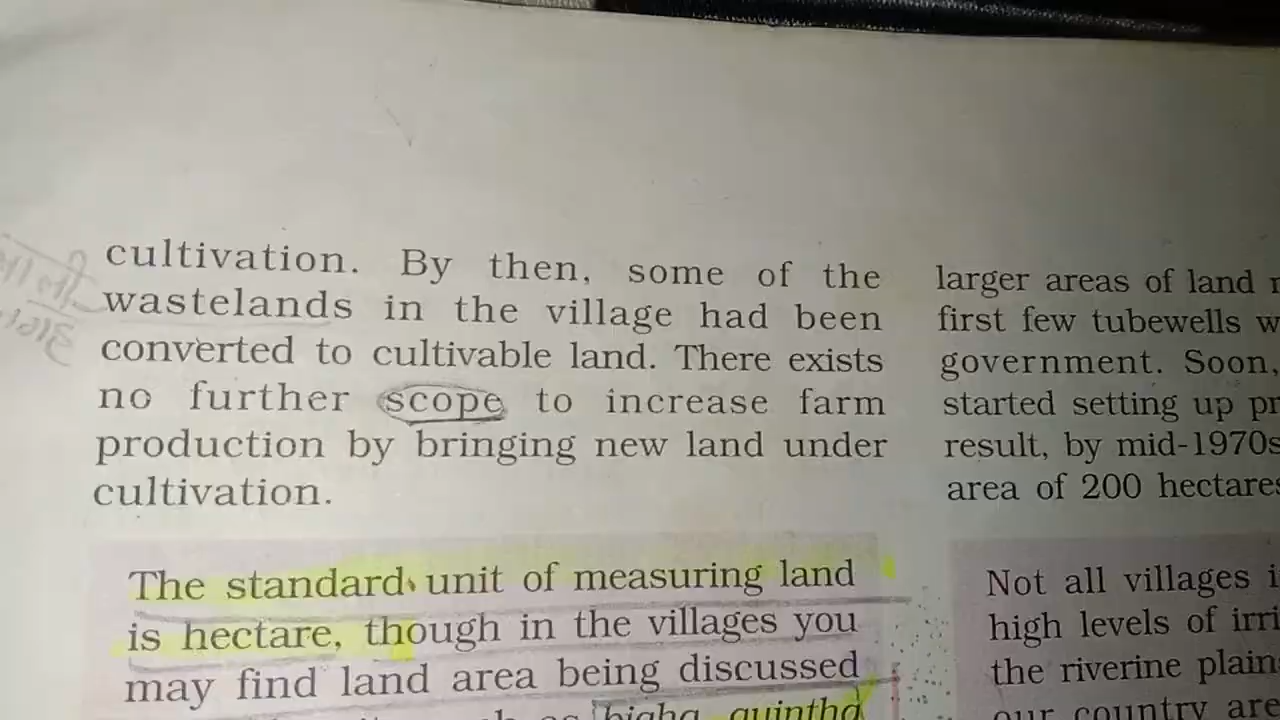 cultivation. By then, some of the
wastelands in the village had been
converted to cultivable land. There exists
no further scope to increase farm
production by bringing new land under
cultivation.
The standard unit of measuring land
is hectare, though in the villages you
may find land area being discussed
bigha, guintha
larger areas of land
first few tubewells
government. Soon,
started setting up
result, by mid-1970s
area of 200 hectares
Not all villages
high levels of
the riverine
our country are